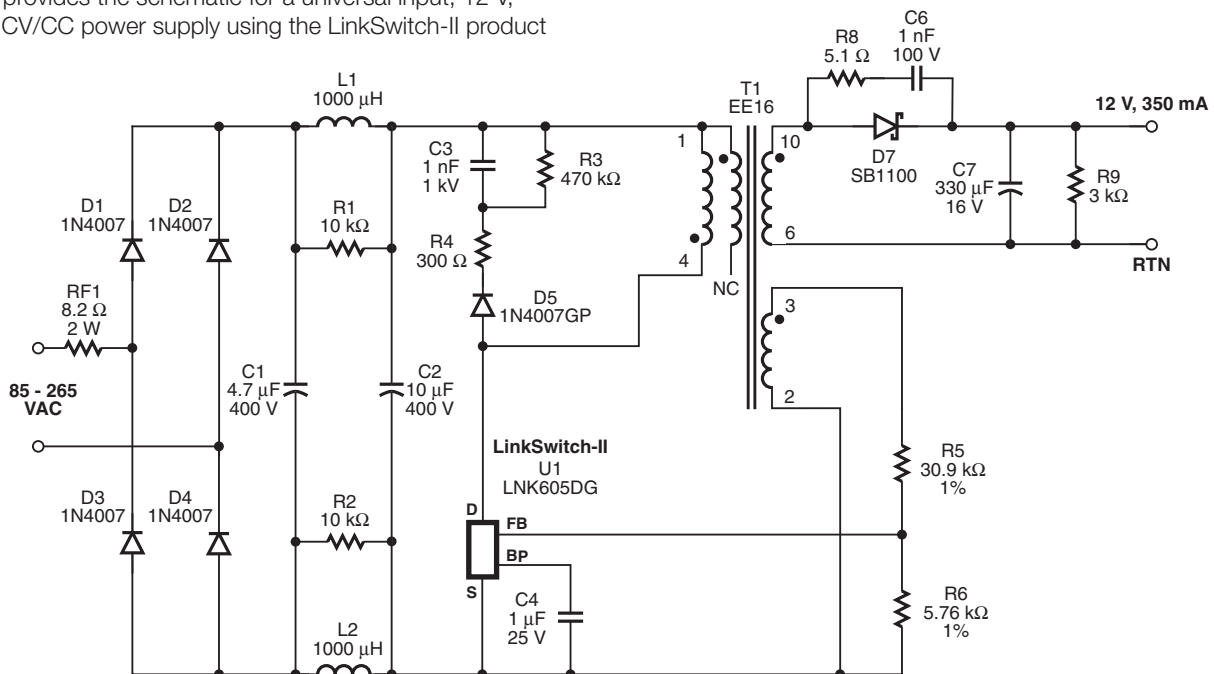 provides the schematic for a universal input, 12 V,
CV/CC power supply using the LinkSwitch-II product
C6
1 nF
100 V
R8
5.1 Ω
L1
1000 μH
T1
EE16
12 V, 350 mA
1
10
C3
1 nF
1 kV
R3
470 kΩ
D7
SB1100
C7
330 μF
16 V
R9
3 kΩ
D1
1N4007
D2
1N4007
R1
10 kΩ
R4
300 Ω
4
6
RTN
NC
RF1
8.2 Ω
2 W
D5
1N4007GP
3
85 - 265
VAC
C1
4.7 μF
400 V
C2
10 μF
400 V
2
LinkSwitch-II
U1
LNK605DG
R5
30.9 kΩ
1%
D3
1N4007
D4
1N4007
R2
10 kΩ
D
FB
BP
S
C4
1 μF
25 V
R6
5.76 kΩ
1%
L2
1000 μH